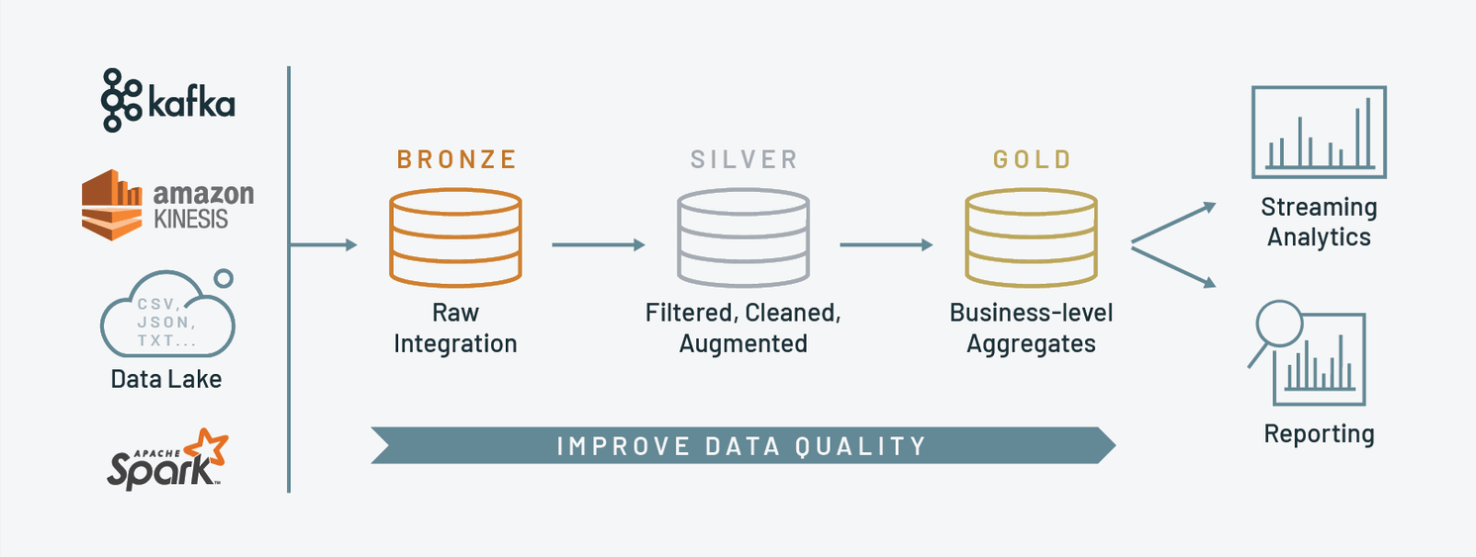 kafka
amazon
KINESIS
CSV,
JSON,
TXT...
Data Lake
APACHE
Spark™
BRONZE
Raw
Integration
SILVER
Filtered, Cleaned,
Augmented
GOLD
Business-level
Aggregates
IMPROVE DATA QUALITY
Streaming
Analytics
Reporting